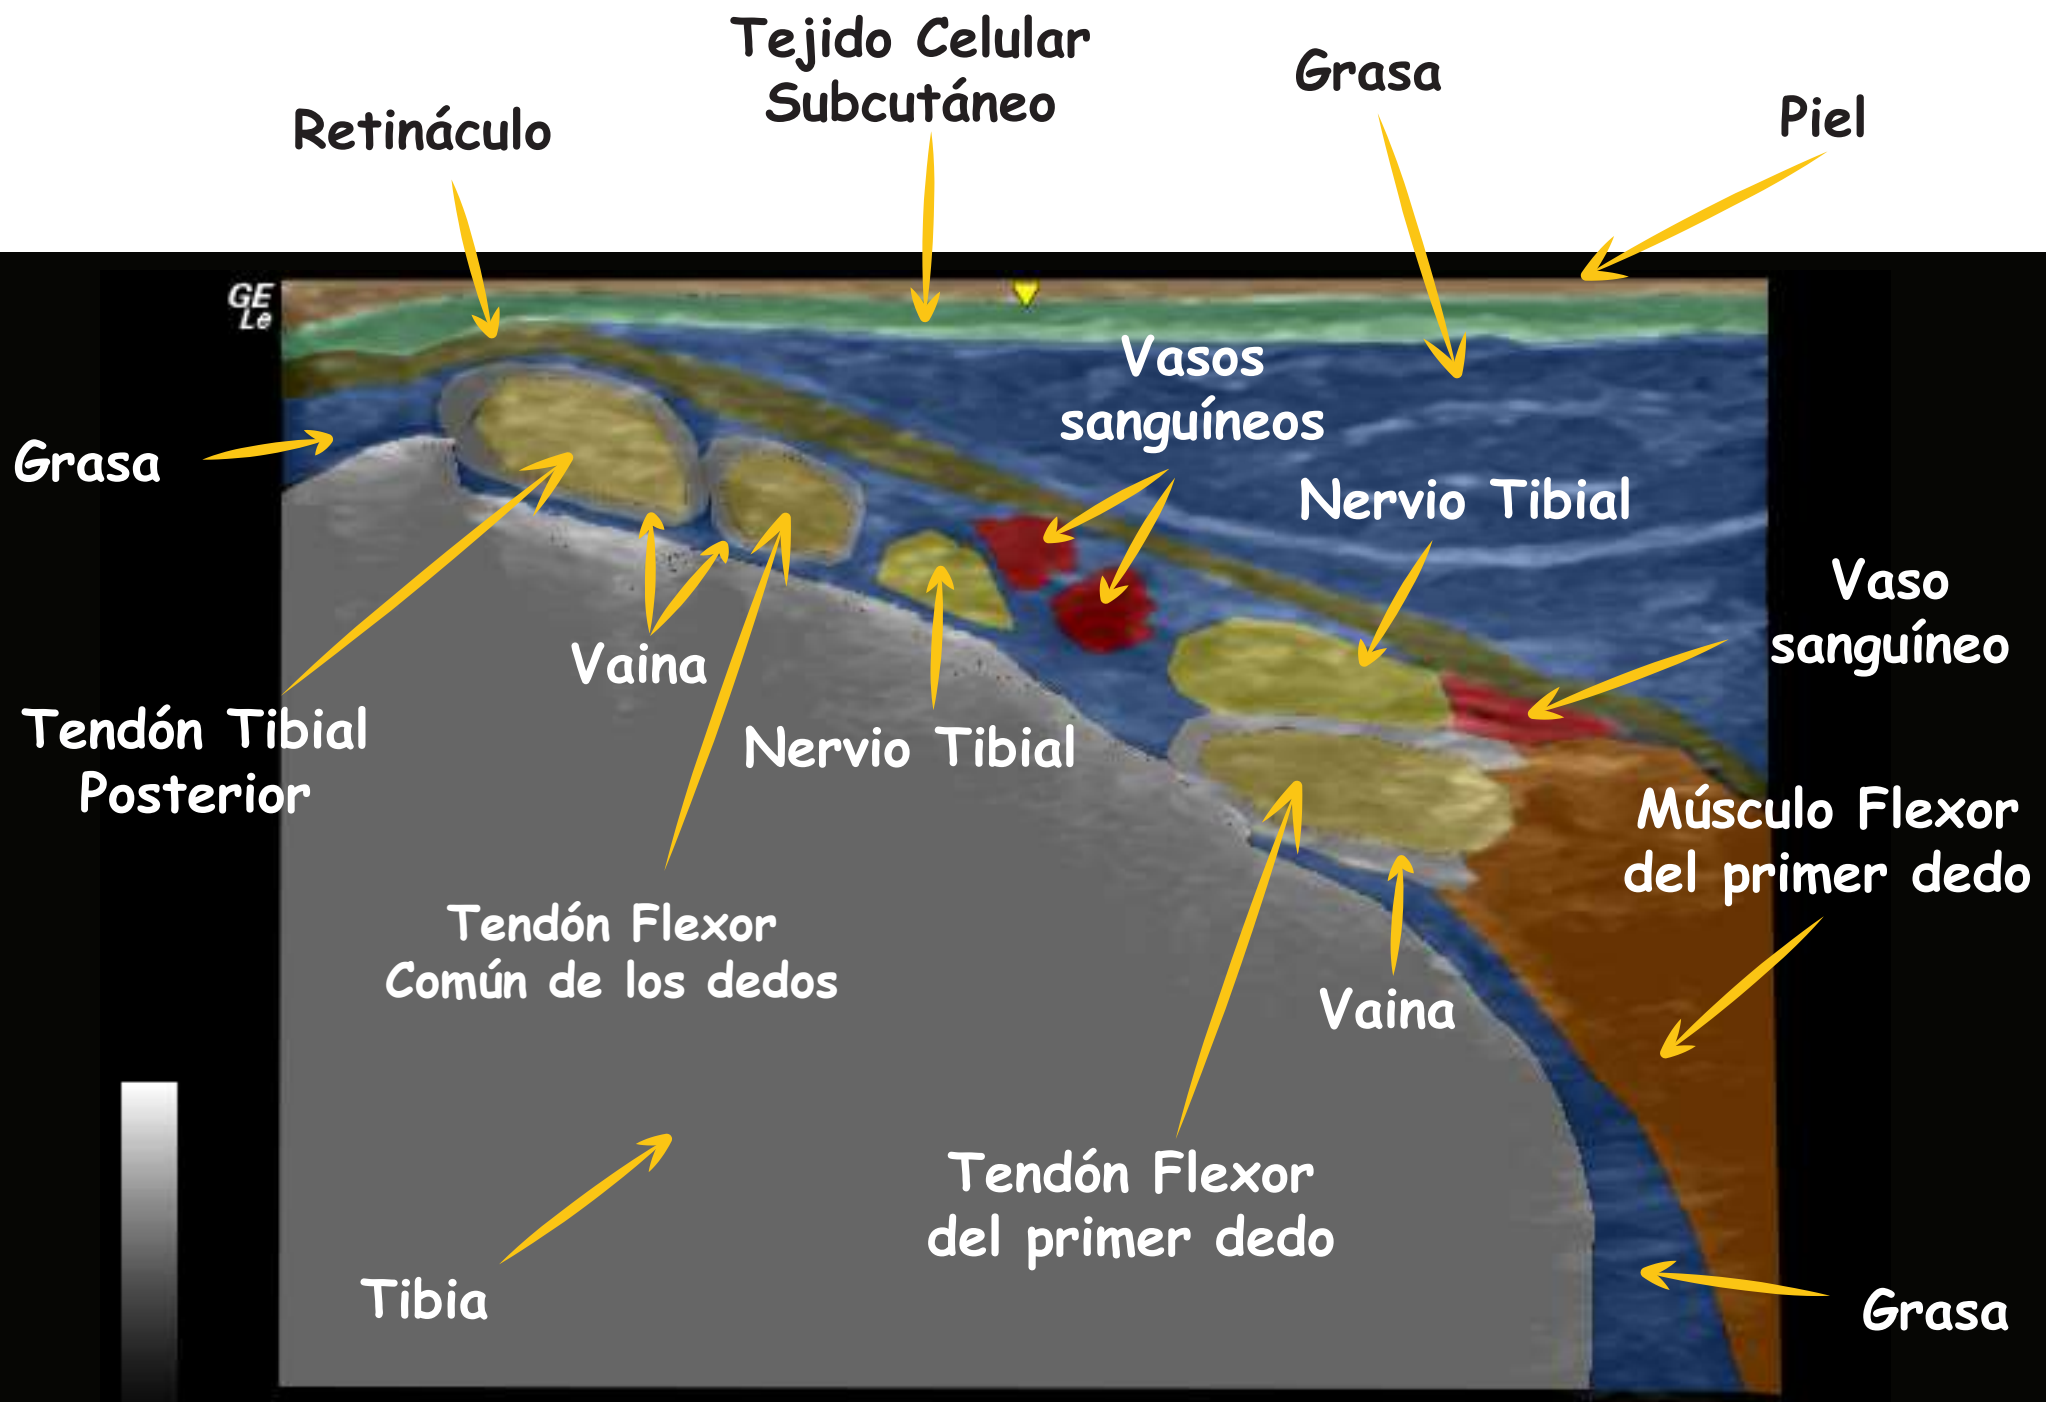 Tejido Celular
Subcutáneo
Grasa
Piel
Retináculo
GE
Le
Vasos
sanguíneos
Grasa
Nervio Tibial
Vaso
sanguíneo
Vaina
Tendón Tibial
Posterior
Nervio Tibial
Músculo Flexor
del primer dedo
Tendón Flexor
Común de los dedos
Vaina
Tendón Flexor
del primer dedo
Tibia
Grasa